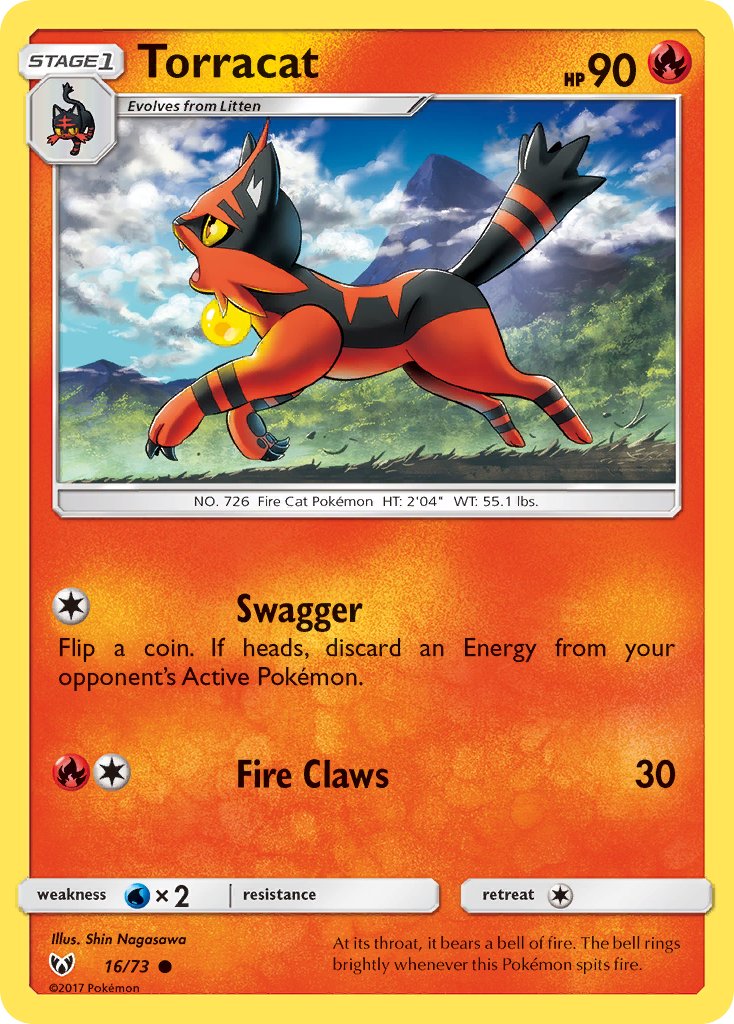 STAGE1
Torracat
HP 90
Evolves from Litten
NO. 726 Fire Cat Pokémon HT: 2'04" WT: 55.1 lbs.
Swagger
Flip a coin. If heads, discard an Energy from your
opponent's Active Pokémon.
Fire Claws 30
weakness ×2 resistance retreat
Illus. Shin Nagasawa
16/73
©2017 Pokémon
At its throat, it bears a bell of fire. The bell rings
brightly whenever this Pokémon spits fire.